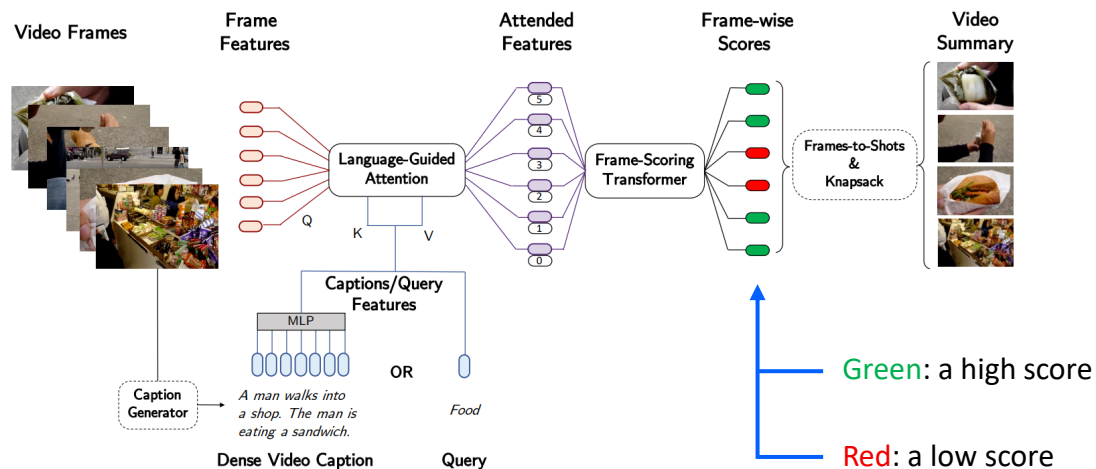 Video Frames
Frame
Features
Attended
Features
Frame-wise
Scores
Video
Summary
Language-Guided
Attention
Q
K
V
5
4
3
2
1
0
Frame-Scoring
Transformer
Frames-to-Shots
&
Knapsack
Captions/Query
Features
MLP
OR
Caption
Generator
A man walks into
a shop. The man is
eating a sandwich.
Food
Dense Video Caption
Query
Green: a high score
Red: a low score